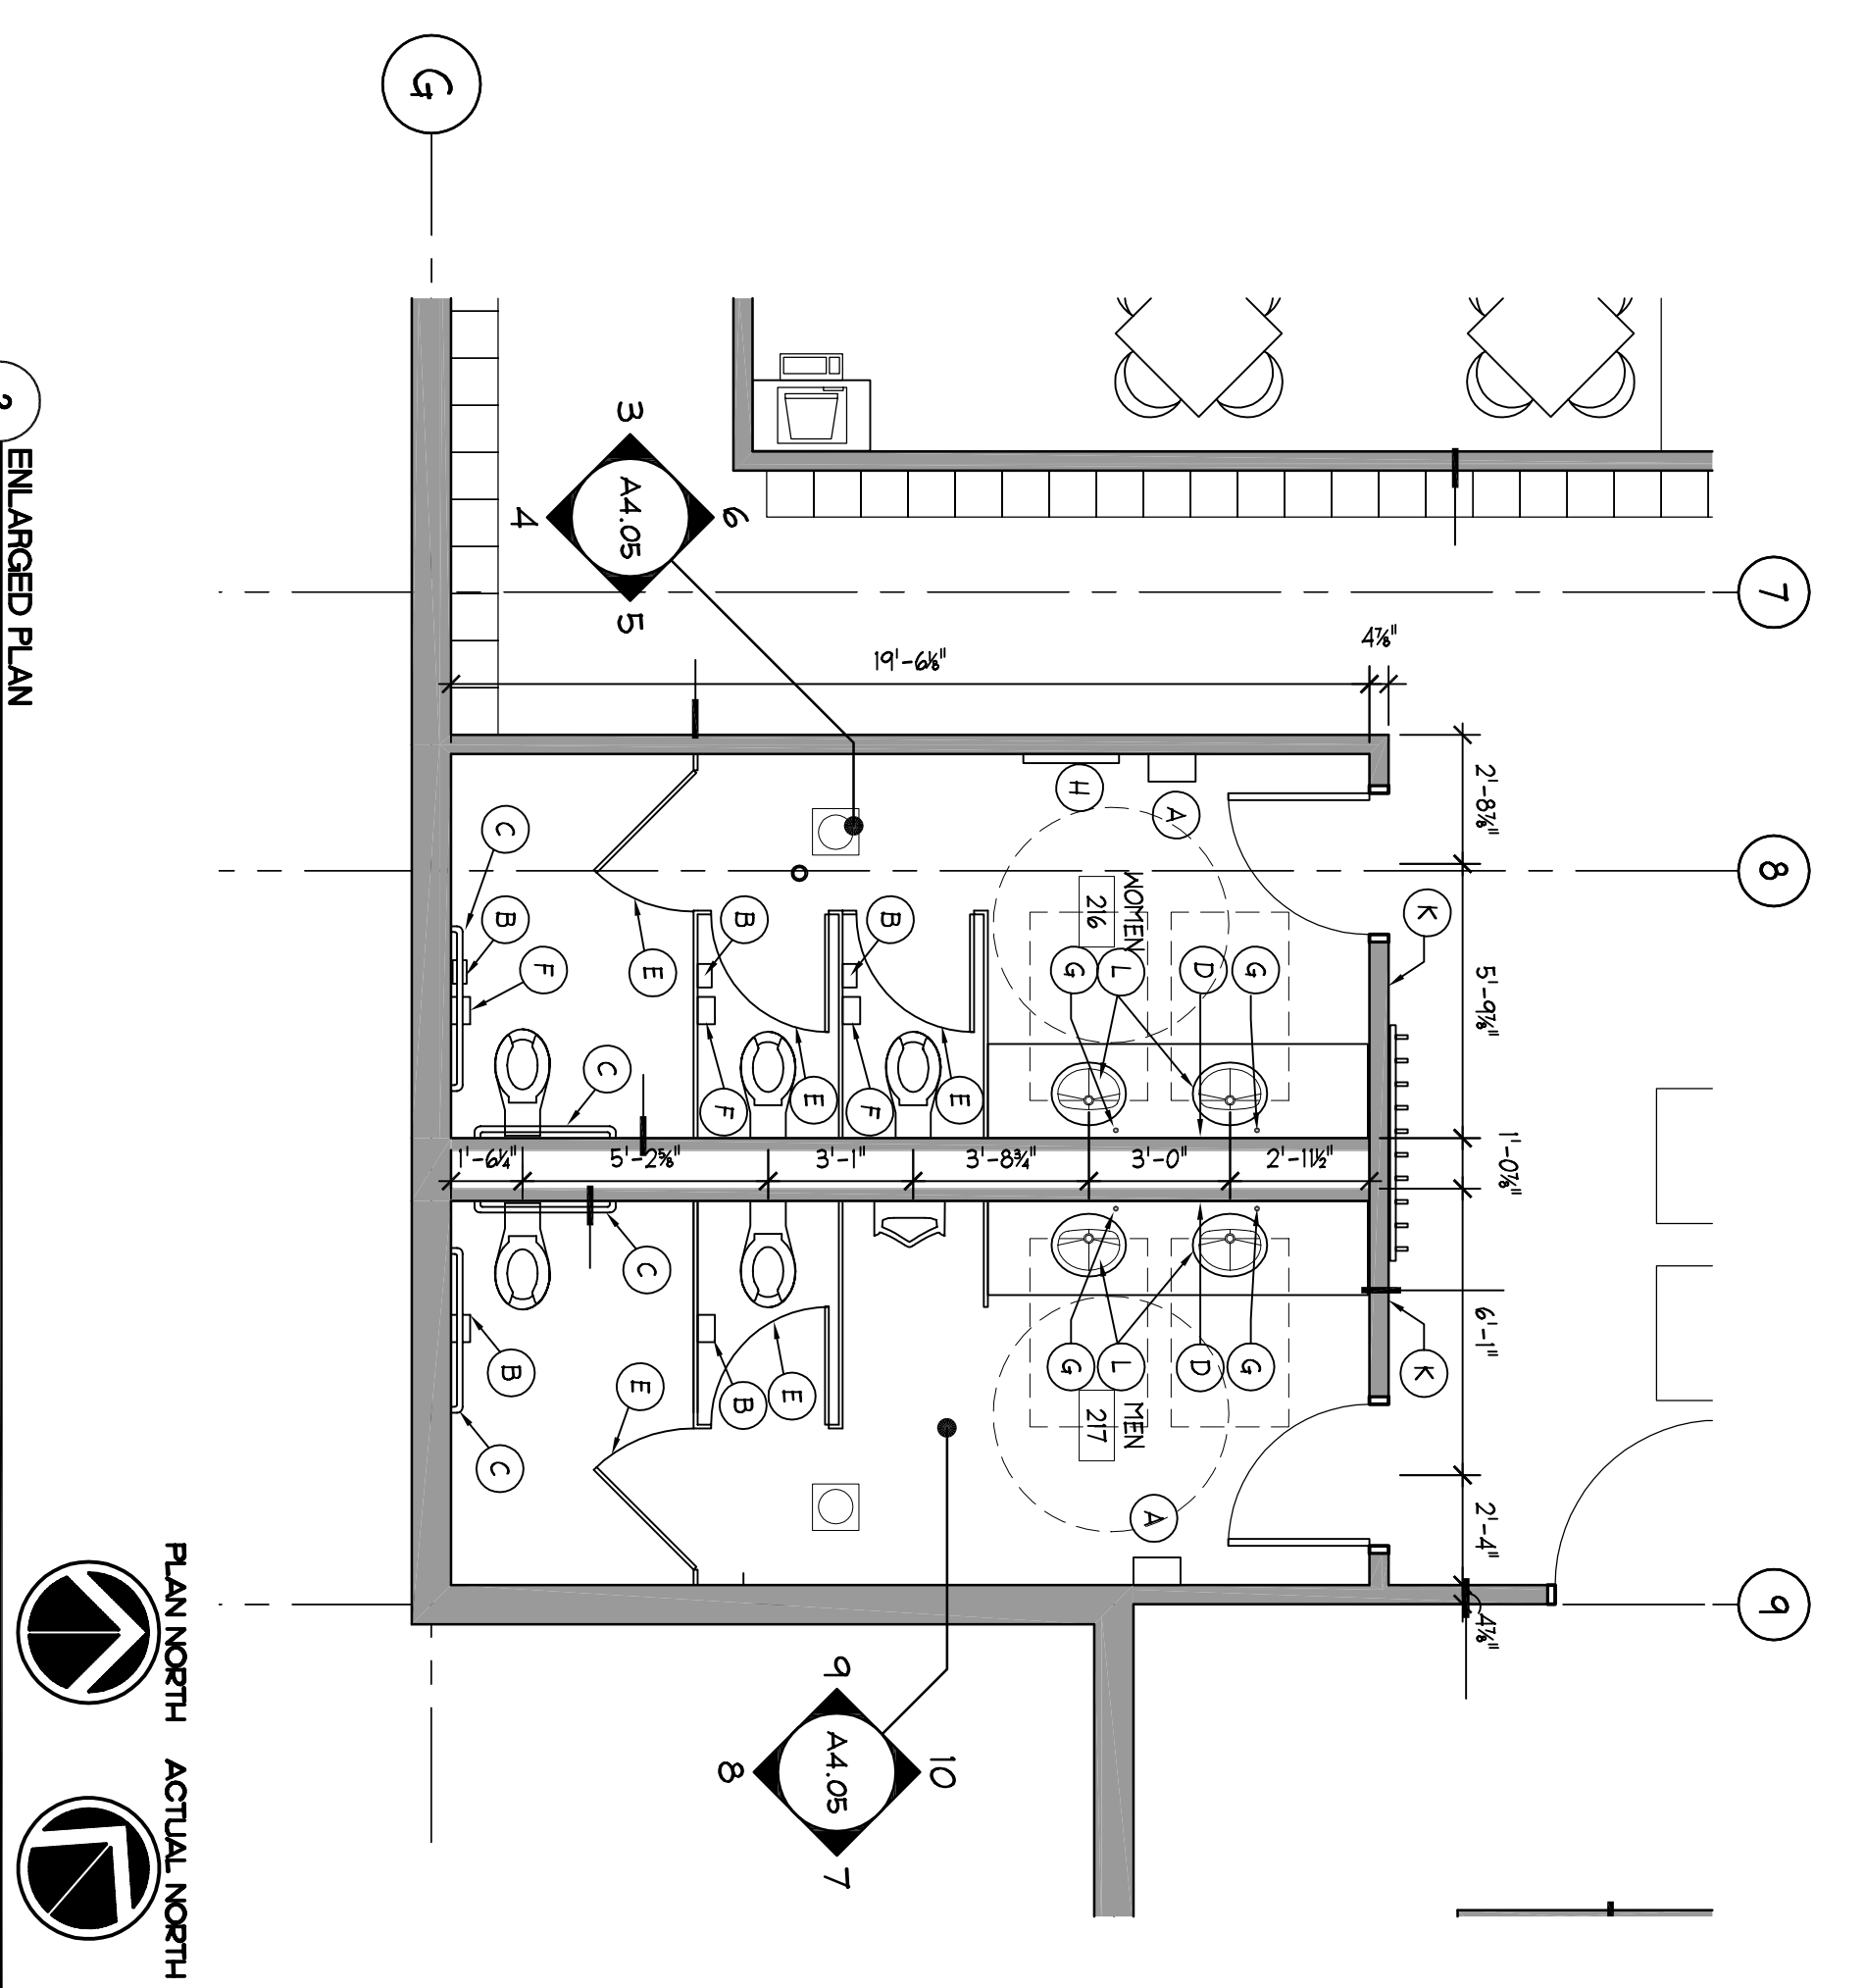 G
7
8
9
3
A4.05
4
6
5
19'-6⅛"
4⅞"
2'-8⅞"
5'-9⅞"
1'-0⅞"
6'-1"
2'-4"
4⅞"
H
A
K
C
B
F
E
B
B
WOMEN
216
G
L
D
G
C
F
E
F
E
1'-6¼"
5'-2⅝"
3'-1"
3'-8¾"
3'-0"
2'-11½"
C
B
E
C
B
E
G
L
D
G
K
MEN
217
A
9
A4.05
8
10
7
2
ENLARGED PLAN
PLAN NORTH
ACTUAL NORTH